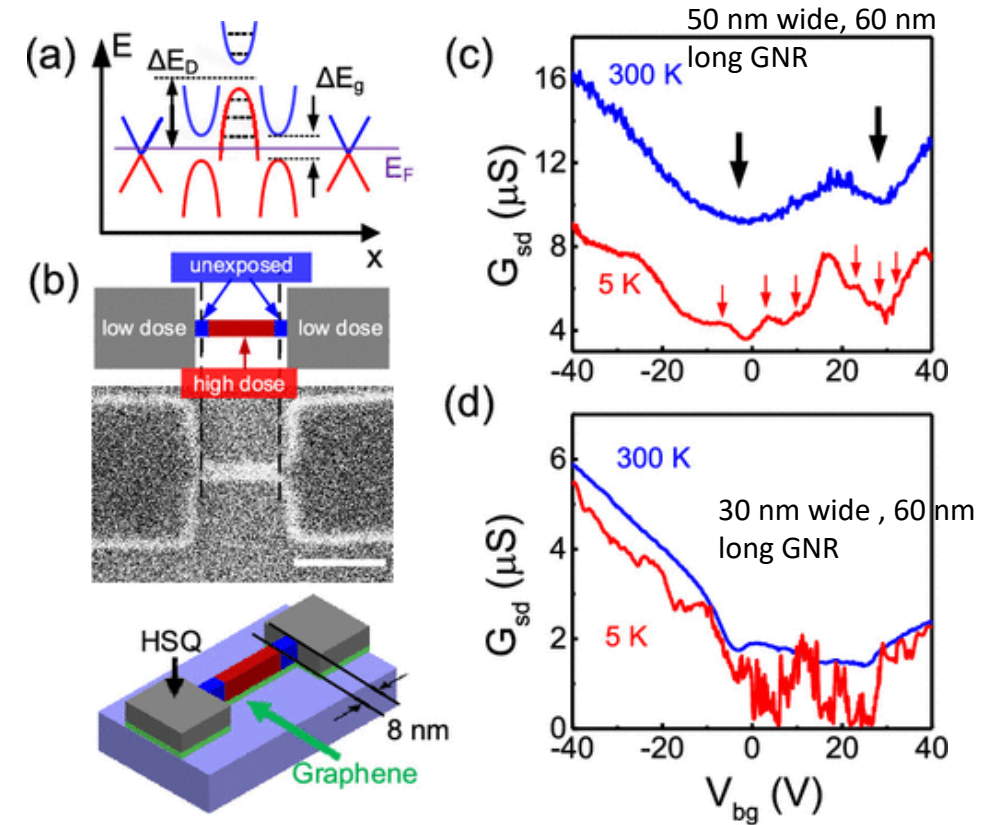 (a)
E
ΔE_D
ΔE_g
E_F
x
(b)
unexposed
low dose
low dose
high dose
HSQ
8 nm
Graphene
50 nm wide, 60 nm
long GNR
(c)
300 K
5 K
G_sd (μS)
16
12
8
4
-40 -20 0 20 40
(d)
300 K
30 nm wide , 60 nm
long GNR
5 K
G_sd (μS)
6
4
2
0
-40 -20 0 20 40
V_bg (V)